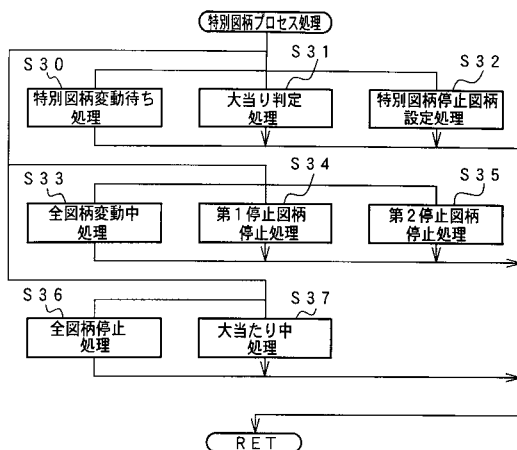 特別図柄プロセス処理
S30
S31
S32
特別図柄変動待ち
処理
大当り判定
処理
特別図柄停止図柄
設定処理
S33
S34
S35
全図柄変動中
処理
第1停止図柄
停止処理
第2停止図柄
停止処理
S36
S37
全図柄停止
処理
大当たり中
処理
RET